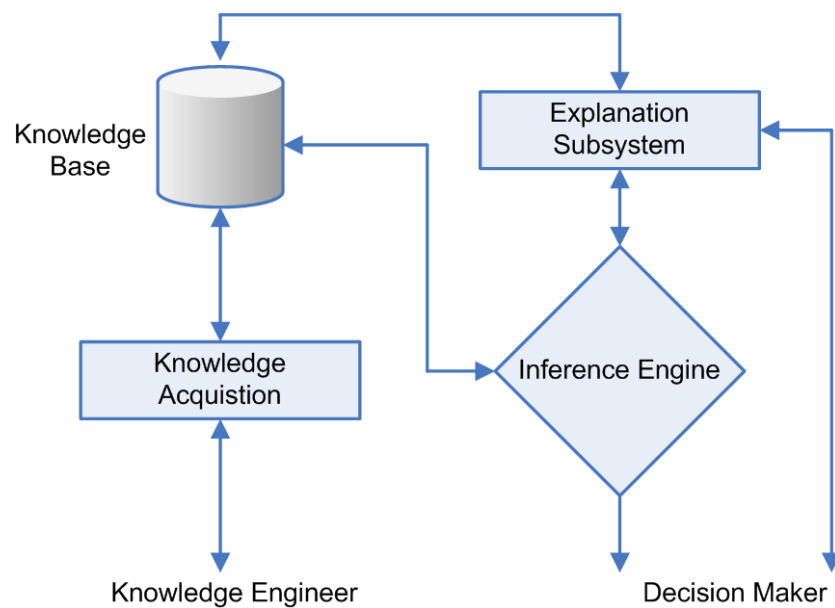 Knowledge
Base
Explanation
Subsystem
Knowledge
Acquistion
Inference Engine
Knowledge Engineer
Decision Maker